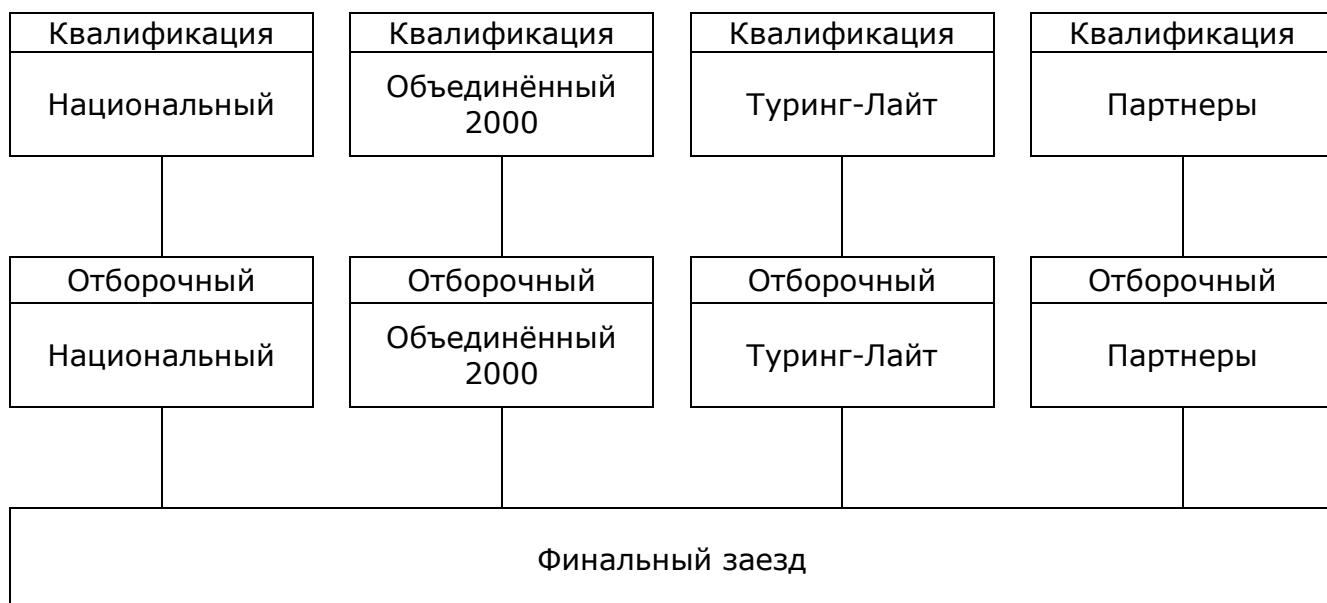 Квалификация
Национальный
Квалификация
Объединённый
2000
Квалификация
Туринг-Лайт
Квалификация
Партнеры
Отборочный
Национальный
Отборочный
Объединённый
2000
Отборочный
Туринг-Лайт
Отборочный
Партнеры
Финальный заезд